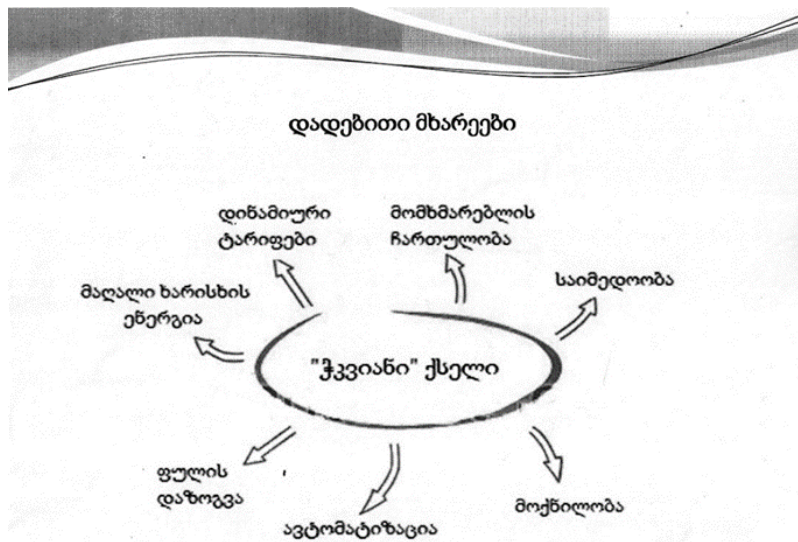 დადებითი მხარეები
დინამიური
ტარიფები
მომხმარებლის
ჩართულობა
საიმედოობა
მაღალი ხარისხის
ენერგია
"ჭკვიანი" ქსელი
ფულის
დაზოგვა
ავტომატიზაცია
მოქნილობა